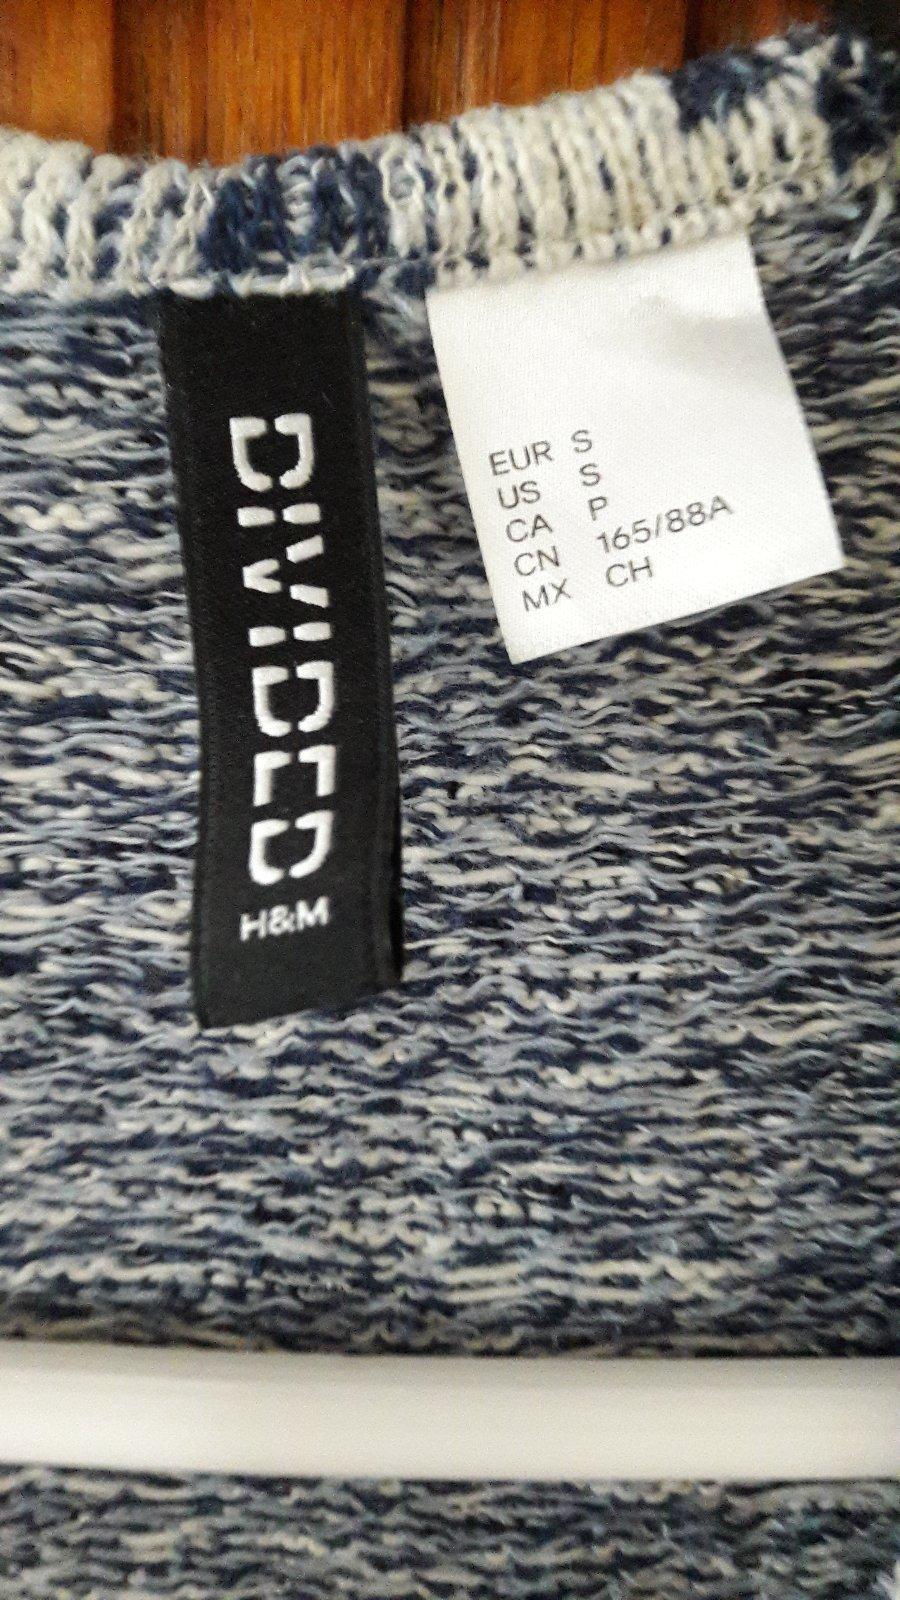 DIVIDED
H&M
EUR S
US S
CA P
CN 165/88A
MX CH